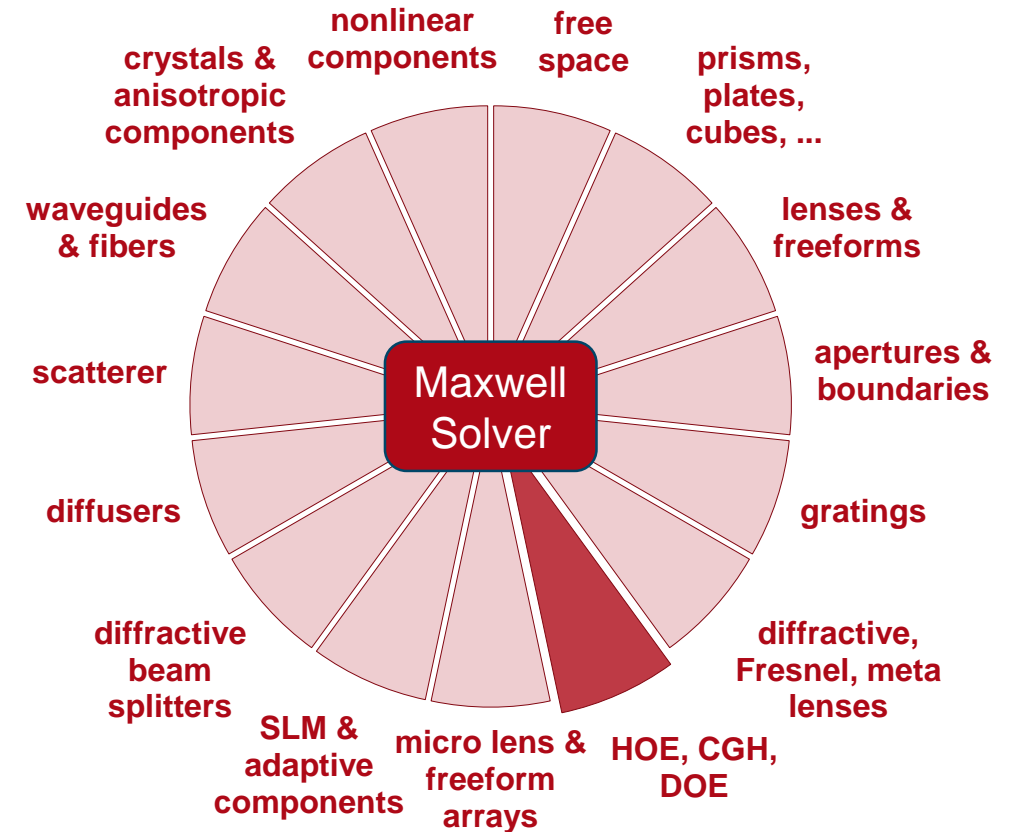 nonlinear
components
free
space
prisms,
plates,
cubes, ...
lenses &
freeforms
apertures &
boundaries
gratings
diffractive,
Fresnel, meta
lenses
HOE, CGH,
DOE
micro lens &
freeform
arrays
SLM &
adaptive
components
diffractive
beam
splitters
diffusers
scatterer
waveguides
& fibers
crystals &
anisotropic
components
Maxwell
Solver